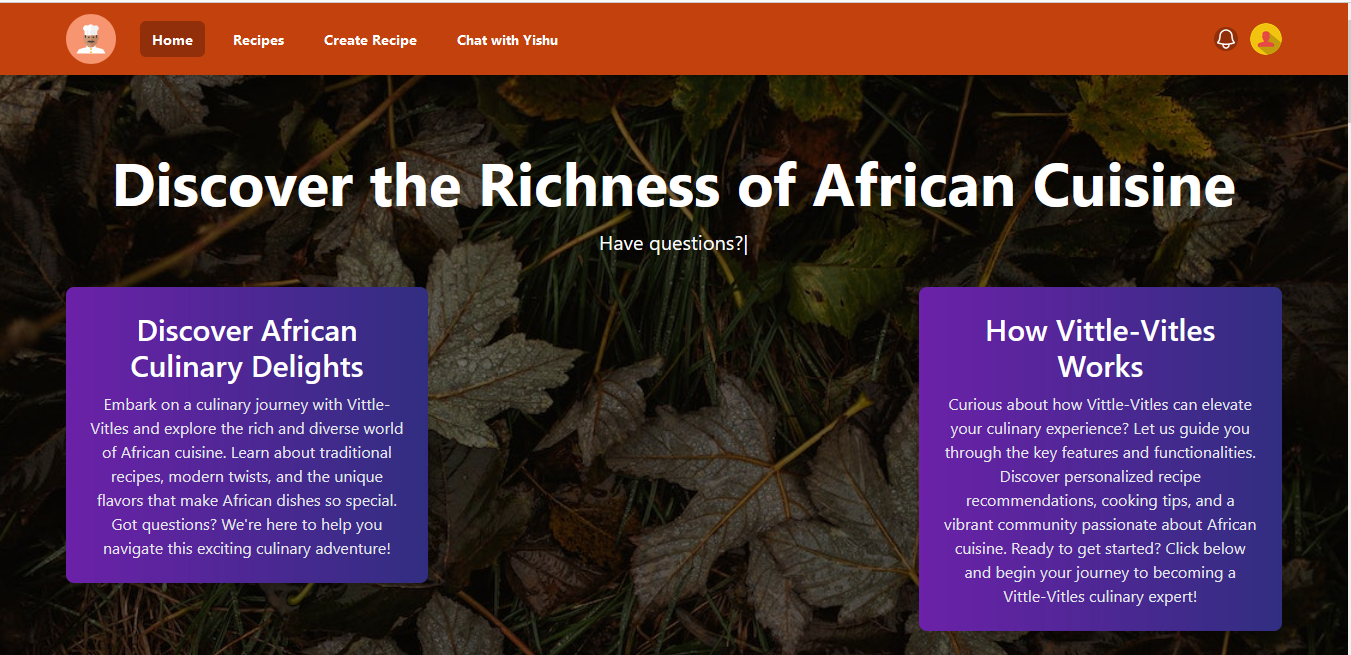 Home Recipes Create Recipe Chat with Yishu
Discover the Richness of African Cuisine
Have questions?|
Discover African
Culinary Delights
Embark on a culinary journey with Vittle-
Vitles and explore the rich and diverse world
of African cuisine. Learn about traditional
recipes, modern twists, and the unique
flavors that make African dishes so special.
Got questions? We're here to help you
navigate this exciting culinary adventure!
How Vittle-Vitles
Works
Curious about how Vittle-Vitles can elevate
your culinary experience? Let us guide you
through the key features and functionalities.
Discover personalized recipe
recommendations, cooking tips, and a
vibrant community passionate about African
cuisine. Ready to get started? Click below
and begin your journey to becoming a
Vittle-Vitles culinary expert!